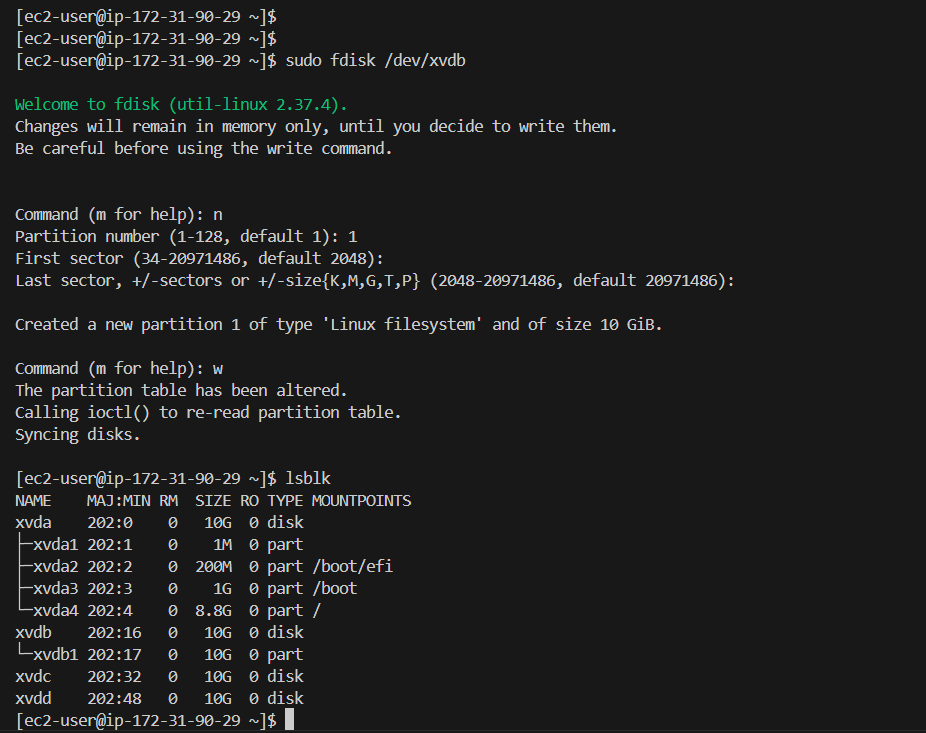 [ec2-user@ip-172-31-90-29 ~]$
[ec2-user@ip-172-31-90-29 ~]$
[ec2-user@ip-172-31-90-29 ~]$ sudo fdisk /dev/xvdb

Welcome to fdisk (util-linux 2.37.4).
Changes will remain in memory only, until you decide to write them.
Be careful before using the write command.


Command (m for help): n
Partition number (1-128, default 1): 1
First sector (34-20971486, default 2048):
Last sector, +/-sectors or +/-size{K,M,G,T,P} (2048-20971486, default 20971486):

Created a new partition 1 of type 'Linux filesystem' and of size 10 GiB.

Command (m for help): w
The partition table has been altered.
Calling ioctl() to re-read partition table.
Syncing disks.

[ec2-user@ip-172-31-90-29 ~]$ lsblk
NAME    MAJ:MIN RM  SIZE RO TYPE MOUNTPOINTS
xvda    202:0    0   10G  0 disk
├─xvda1 202:1    0    1M  0 part
├─xvda2 202:2    0  200M  0 part /boot/efi
├─xvda3 202:3    0    1G  0 part /boot
└─xvda4 202:4    0  8.8G  0 part /
xvdb    202:16   0   10G  0 disk
└─xvdb1 202:17   0   10G  0 part
xvdc    202:32   0   10G  0 disk
xvdd    202:48   0   10G  0 disk
[ec2-user@ip-172-31-90-29 ~]$